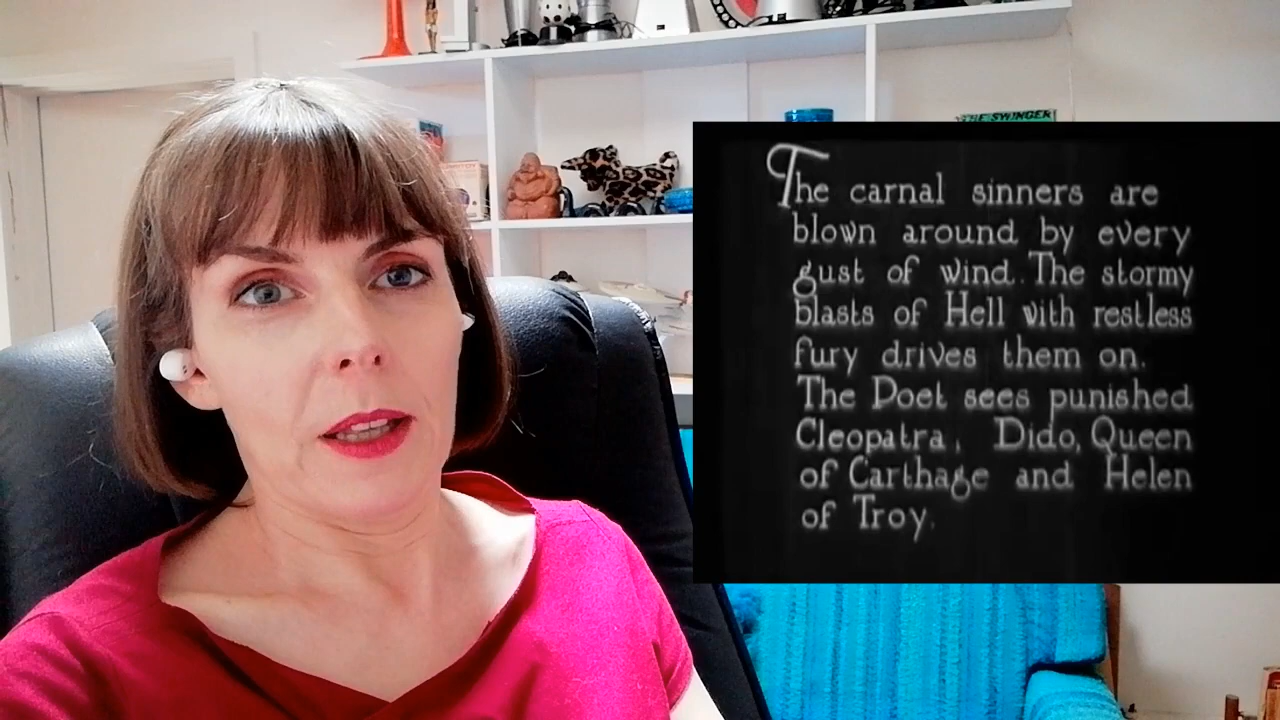 THE SWINGER
The carnal sinners are
blown around by every
gust of wind. The stormy
blasts of Hell with restless
fury drives them on.
The Poet sees punished
Cleopatra, Dido, Queen
of Carthage and Helen
of Troy.